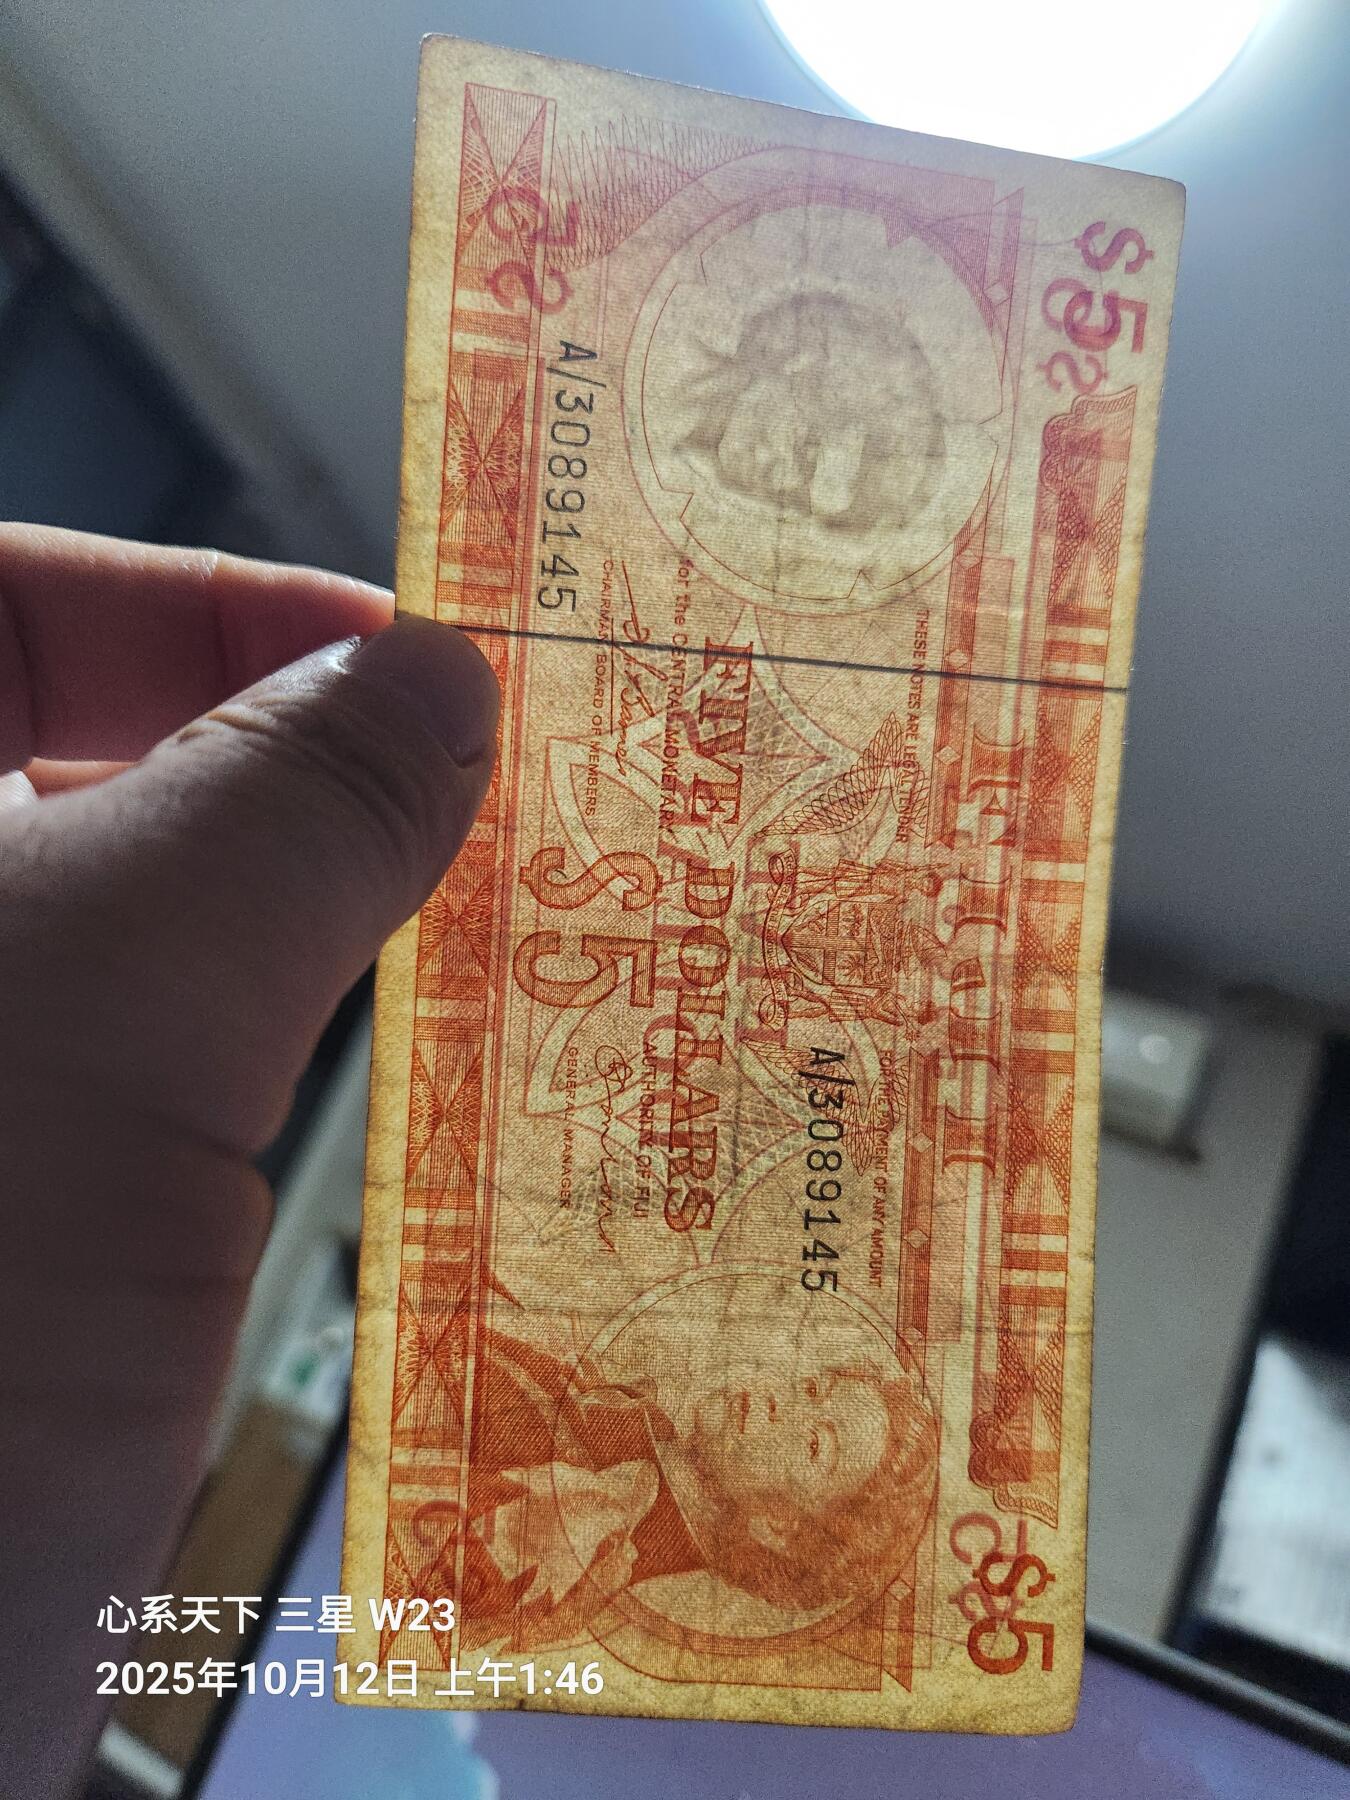 $5
FIJI
THESE NOTES ARE LEGAL TENDER
FOR THE PAYMENT OF ANY AMOUNT
A/3089145
FIVE DOLLARS
for the CENTRAL MONETARY AUTHORITY OF FIJI
$5
CHAIRMAN BOARD OF MEMBERS
GENERAL MANAGER
A/3089145
$5
心系天下 三星 W23
2025年10月12日 上午1:46